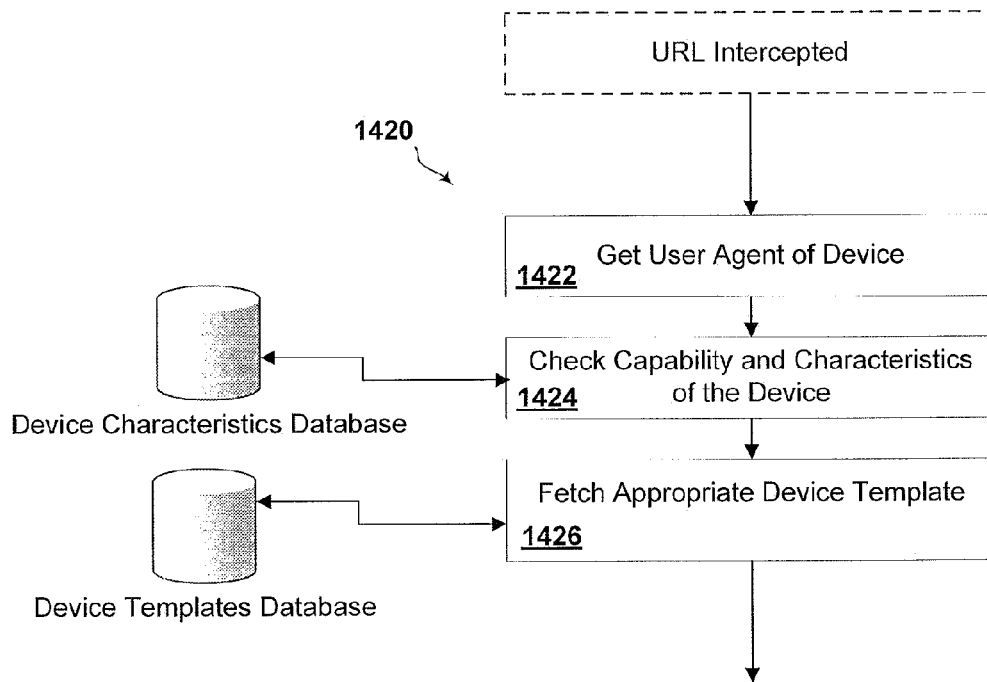 URL Intercepted
1420
Get User Agent of Device
1422
Check Capability and Characteristics
of the Device
1424
Device Characteristics Database
Fetch Appropriate Device Template
1426
Device Templates Database